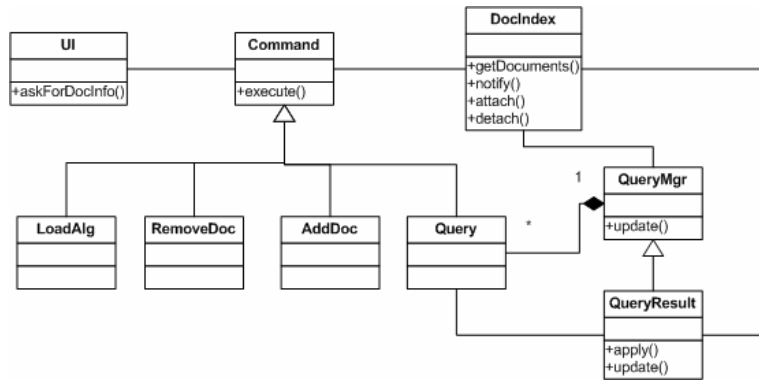 DocIndex
UI
Command
+getDocuments()
+notify()
+attach()
+detach()
+askForDocInfo()
+execute()
1
QueryMgr
LoadAlg
RemoveDoc
AddDoc
Query
*
+update()
QueryResult
+apply()
+update()